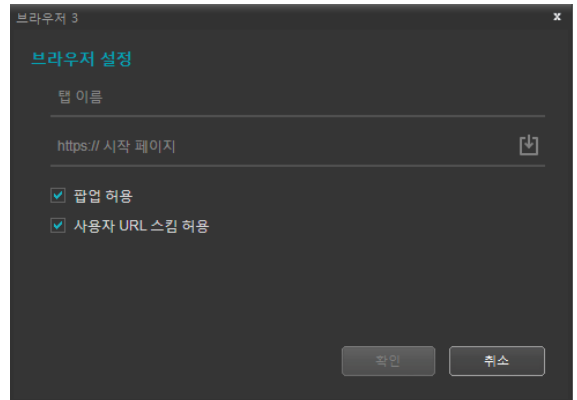 브라우저 3 x
브라우저 설정
탭 이름
https:// 시작 페이지
팝업 허용
사용자 URL 스킴 허용
확인 취소